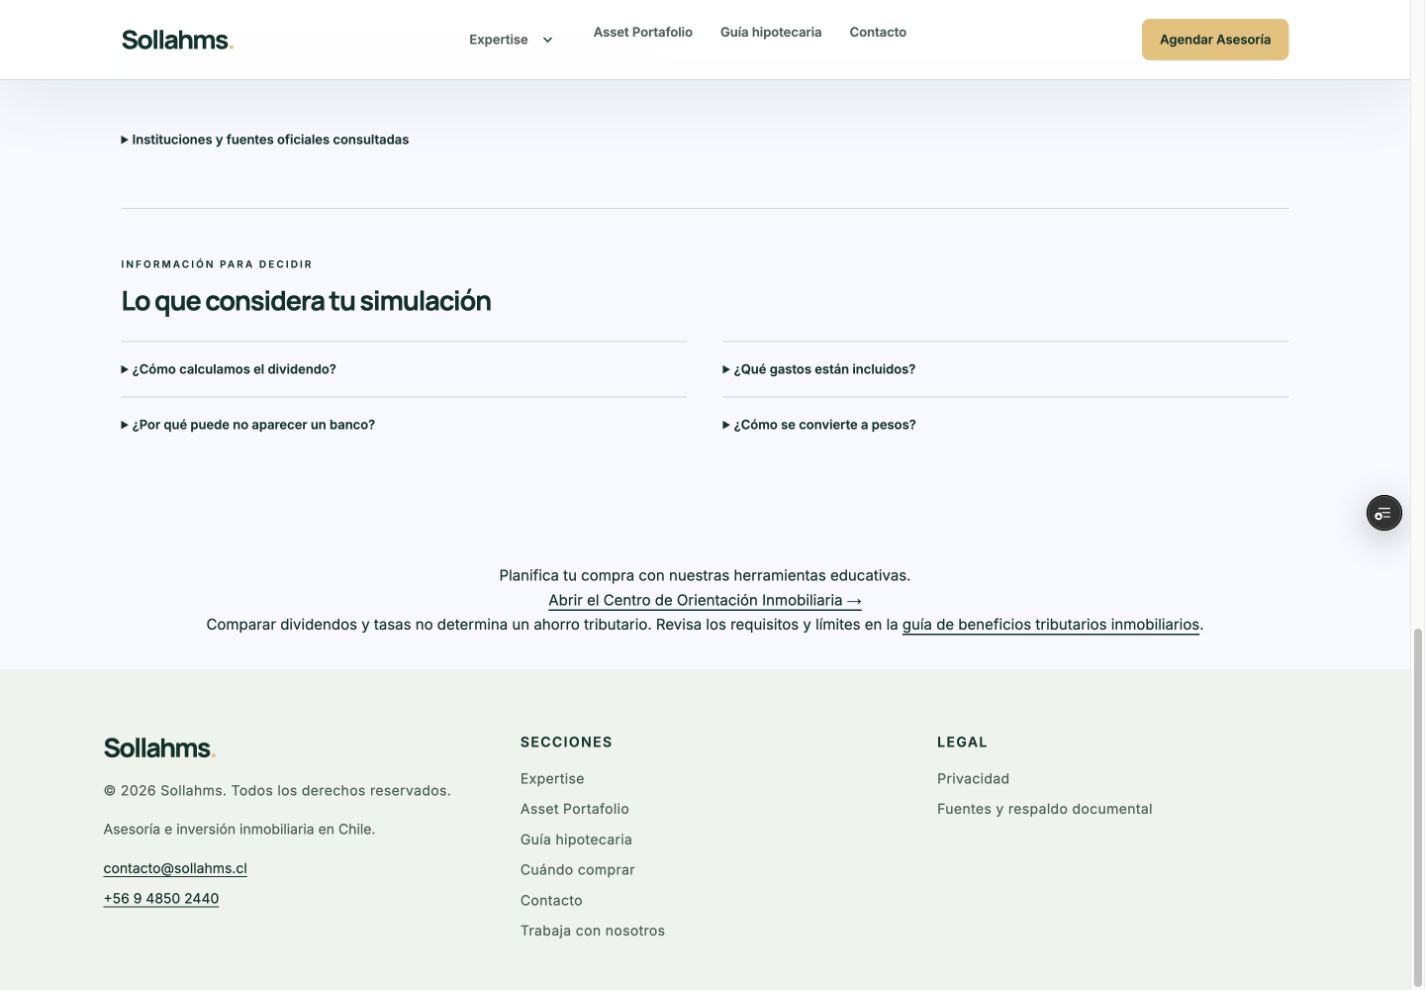 Sollahms.
Expertise
Asset Portafolio
Guía hipotecaria
Contacto
Agendar Asesoría
Instituciones y fuentes oficiales consultadas
INFORMACIÓN PARA DECIDIR
Lo que considera tu simulación
¿Cómo calculamos el dividendo?
¿Qué gastos están incluidos?
¿Por qué puede no aparecer un banco?
¿Cómo se convierte a pesos?
Planifica tu compra con nuestras herramientas educativas.
Abrir el Centro de Orientación Inmobiliaria →
Comparar dividendos y tasas no determina un ahorro tributario. Revisa los requisitos y límites en la guía de beneficios tributarios inmobiliarios.
Sollahms.
© 2026 Sollahms. Todos los derechos reservados.
Asesoría e inversión inmobiliaria en Chile.
contacto@sollahms.cl
+56 9 4850 2440
SECCIONES
Expertise
Asset Portafolio
Guía hipotecaria
Cuándo comprar
Contacto
Trabaja con nosotros
LEGAL
Privacidad
Fuentes y respaldo documental